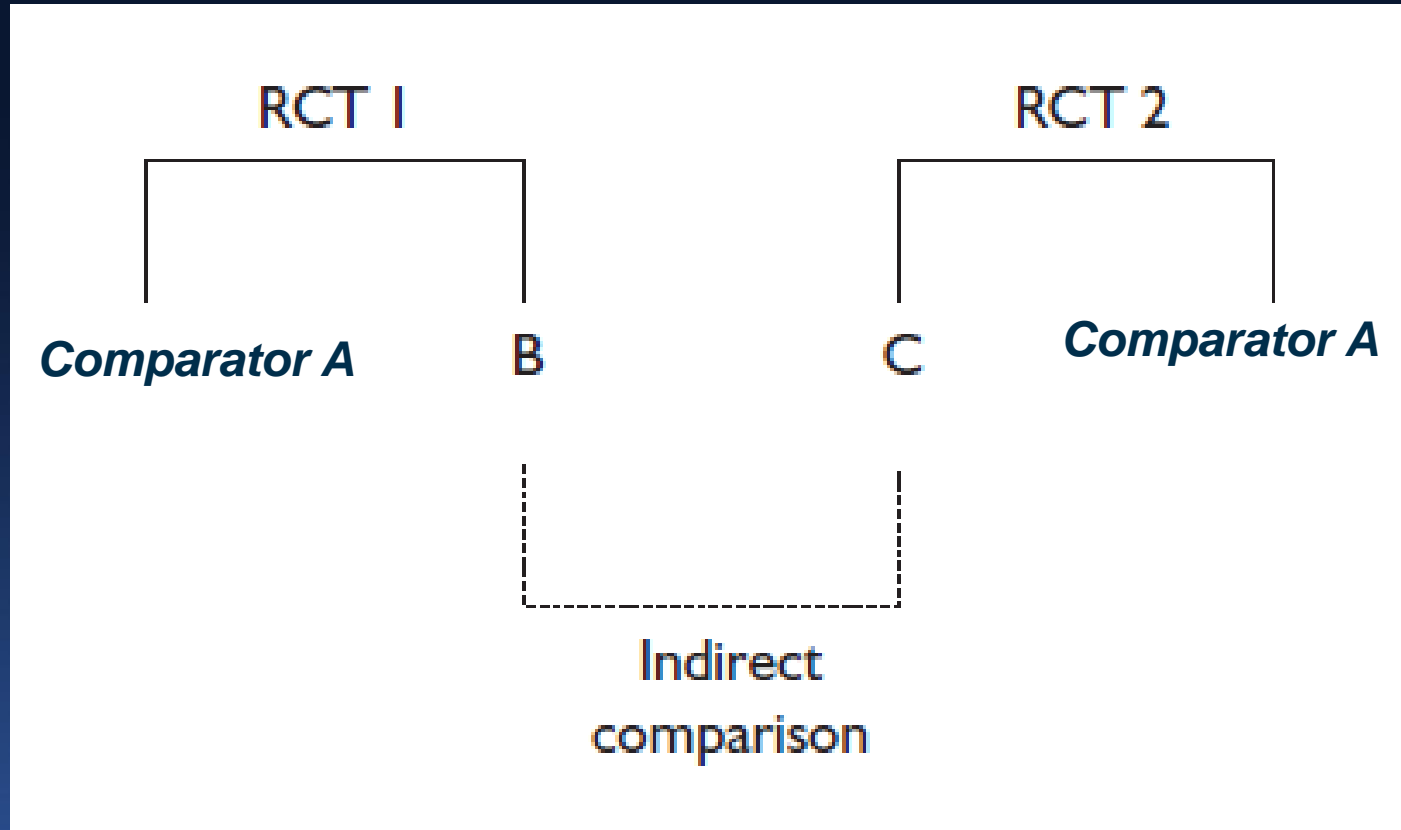 RCT 1
RCT 2
Comparator A
B
C
Comparator A
Indirect
comparison